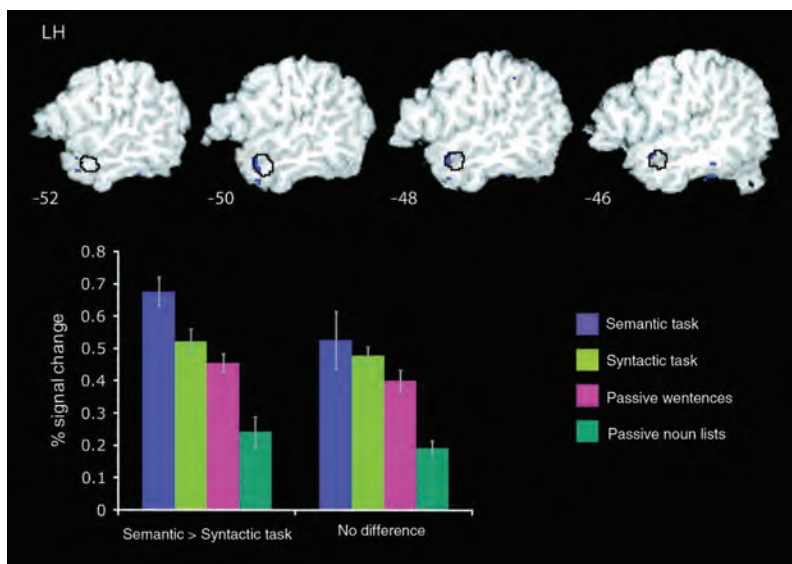 LH
-52
-50
-48
-46
% signal change
0.8
0.7
0.6
0.5
0.4
0.3
0.2
0.1
0
Semantic > Syntactic task
No difference
Semantic task
Syntactic task
Passive wentences
Passive noun lists